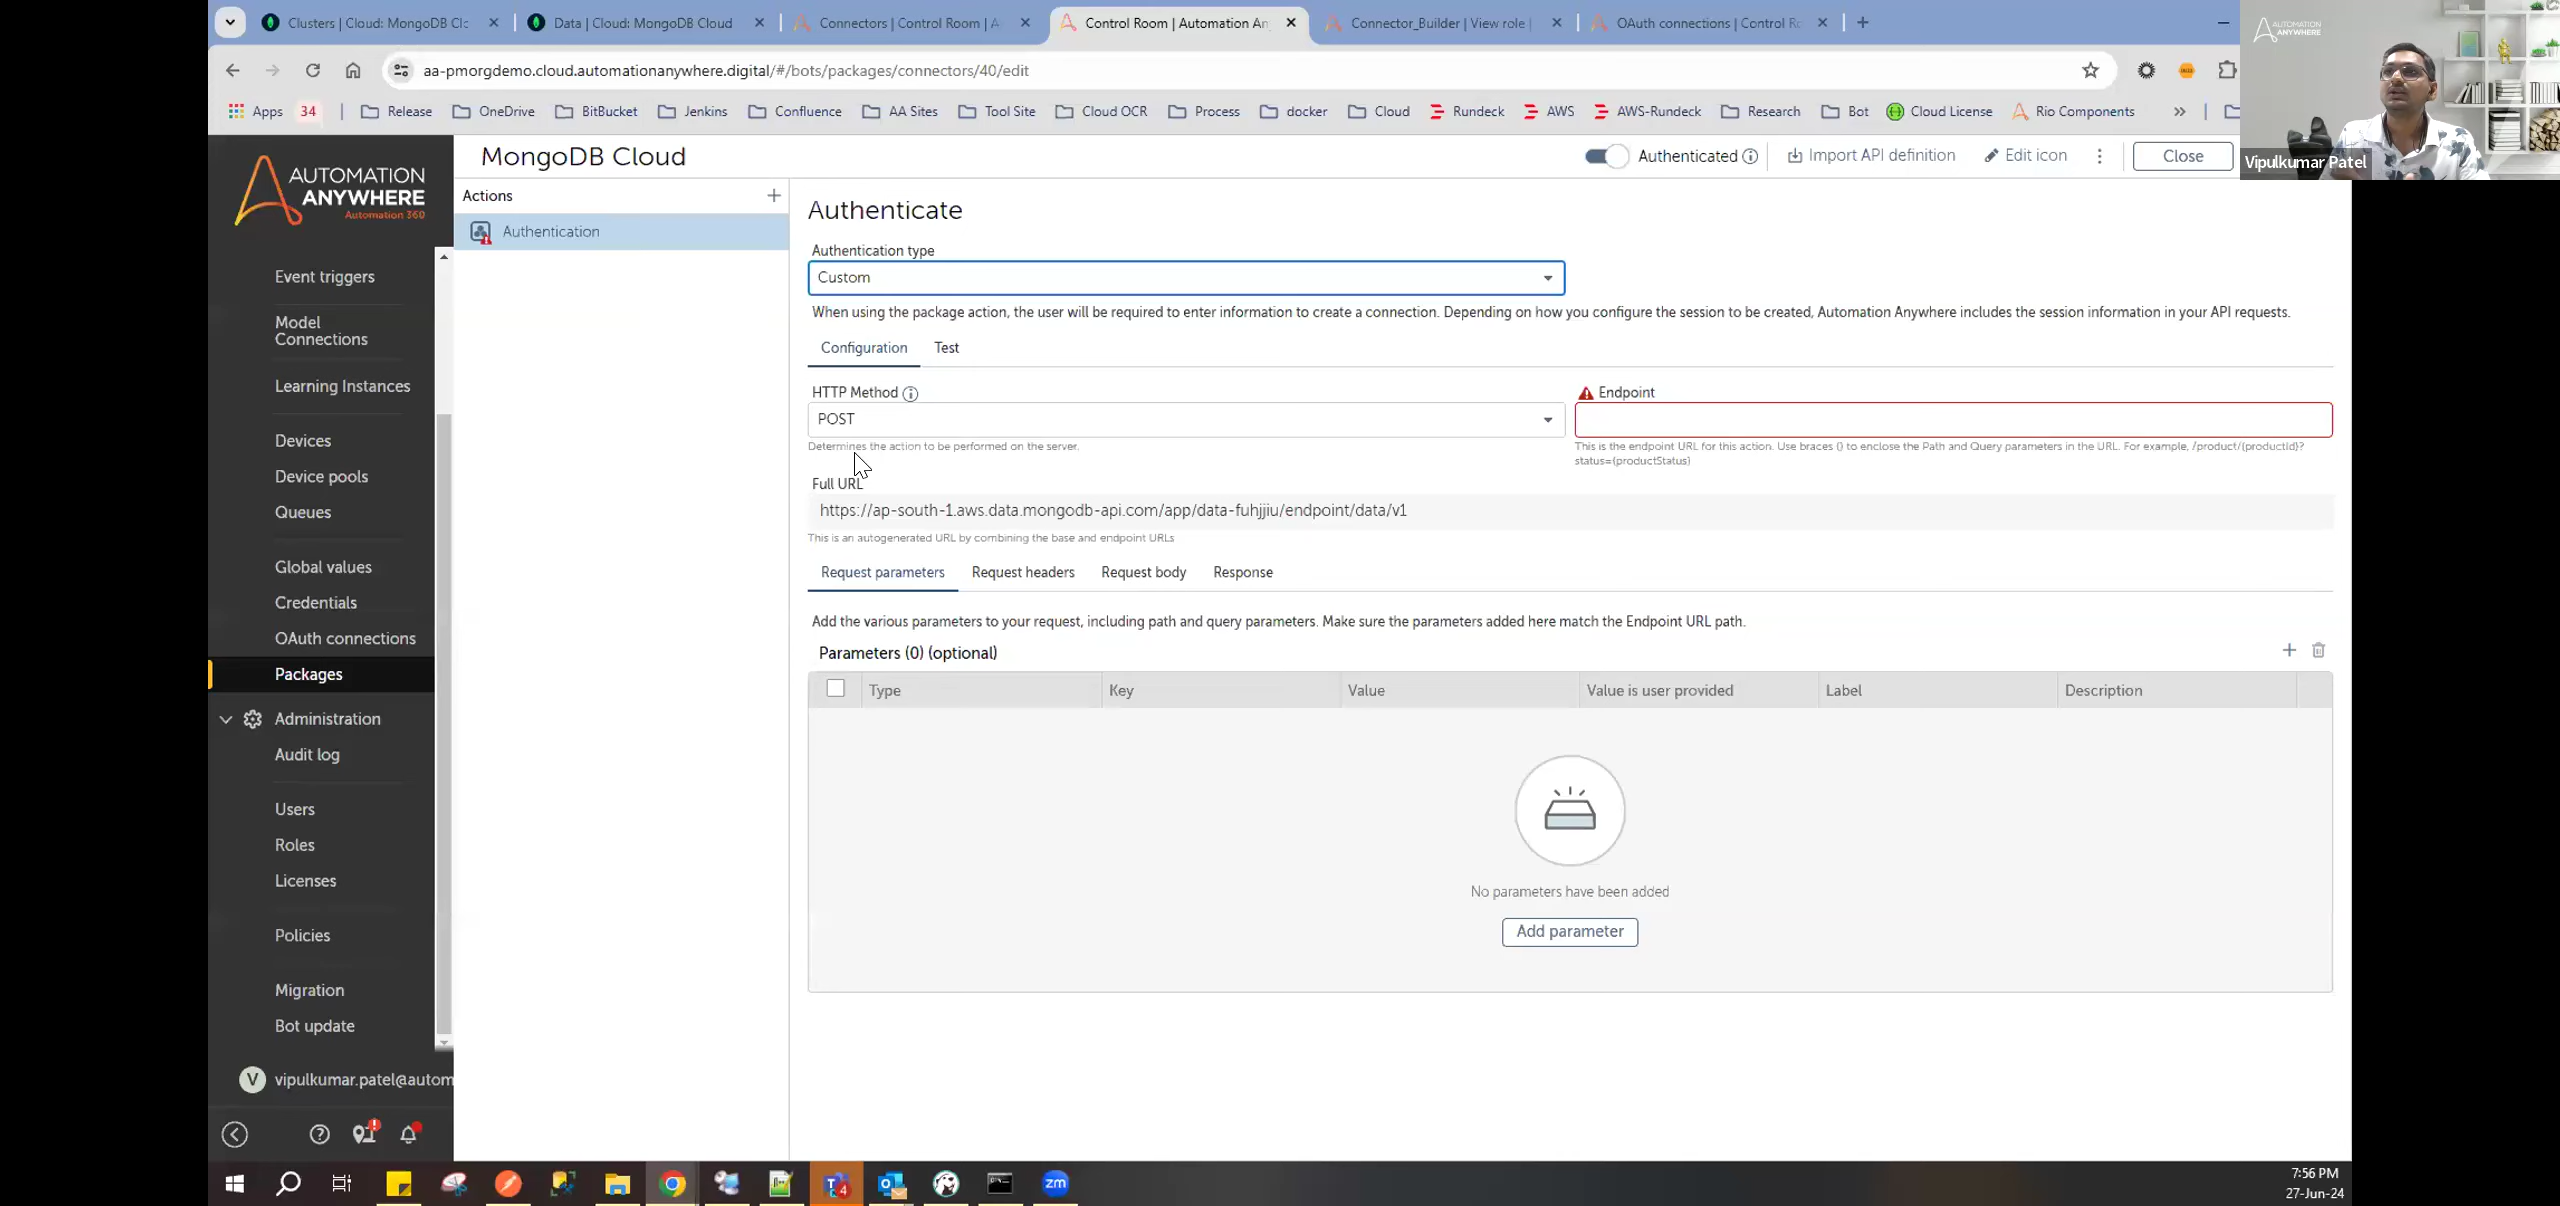 Clusters | Cloud: MongoDB Clo
Data | Cloud: MongoDB Cloud
Connectors | Control Room | A
Control Room | Automation An
Connector_Builder | View role |
OAuth connections | Control Ro
aa-pmorgdemo.cloud.automationanywhere.digital/#/bots/packages/connectors/40/edit
Apps 34 | Release OneDrive BitBucket Jenkins Confluence AA Sites Tool Site Cloud OCR Process docker Cloud Rundeck AWS AWS-Rundeck Research Bot Cloud License Rio Components » |
AUTOMATION
ANYWHERE
Vipulkumar Patel
AUTOMATION
ANYWHERE
Automation 360
Event triggers
Model
Connections
Learning Instances
Devices
Device pools
Queues
Global values
Credentials
OAuth connections
Packages
Administration
Audit log
Users
Roles
Licenses
Policies
Migration
Bot update
V vipulkumar.patel@autom
MongoDB Cloud
Authenticated
Import API definition
Edit icon
Close
Actions
Authentication
Authenticate
Authentication type
Custom
When using the package action, the user will be required to enter information to create a connection. Depending on how you configure the session to be created, Automation Anywhere includes the session information in your API requests.
Configuration Test
HTTP Method
POST
Determines the action to be performed on the server.
Endpoint
This is the endpoint URL for this action. Use braces {} to enclose the Path and Query parameters in the URL. For example, /product/{productId}?
status={productStatus}
Full URL
https://ap-south-1.aws.data.mongodb-api.com/app/data-fuhjjiu/endpoint/data/v1
This is an autogenerated URL by combining the base and endpoint URLs
Request parameters Request headers Request body Response
Add the various parameters to your request, including path and query parameters. Make sure the parameters added here match the Endpoint URL path.
Parameters (0) (optional)
Type Key Value Value is user provided Label Description
No parameters have been added
Add parameter
4
zm
7:56 PM
27-Jun-24